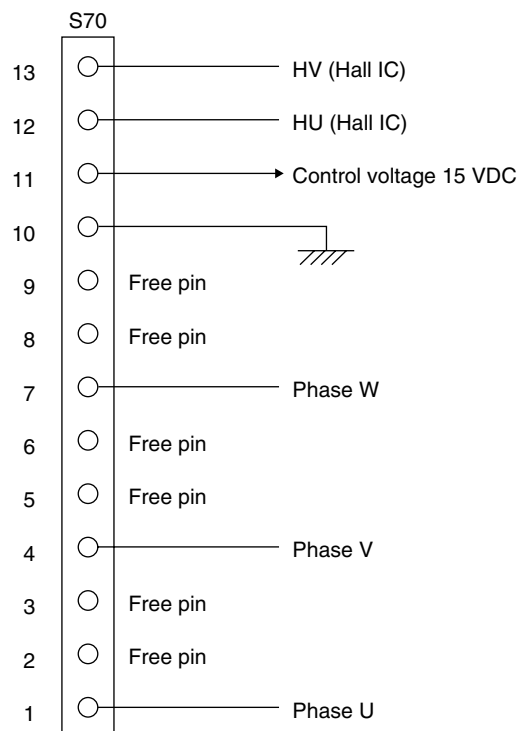 S70
13 HV (Hall IC)
12 HU (Hall IC)
11 Control voltage 15 VDC
10
9 Free pin
8 Free pin
7 Phase W
6 Free pin
5 Free pin
4 Phase V
3 Free pin
2 Free pin
1 Phase U